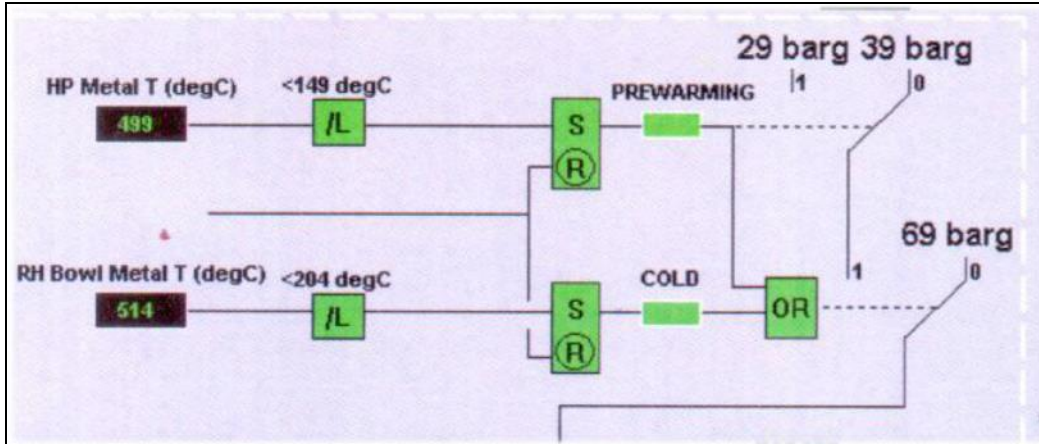 29 barg 39 barg
HP Metal T (degC) <149 degC PREWARMING 1 0
499 /L S
R
69 barg
RH Bowl Metal T (degC) <204 degC COLD 1 0
514 /L S OR
R